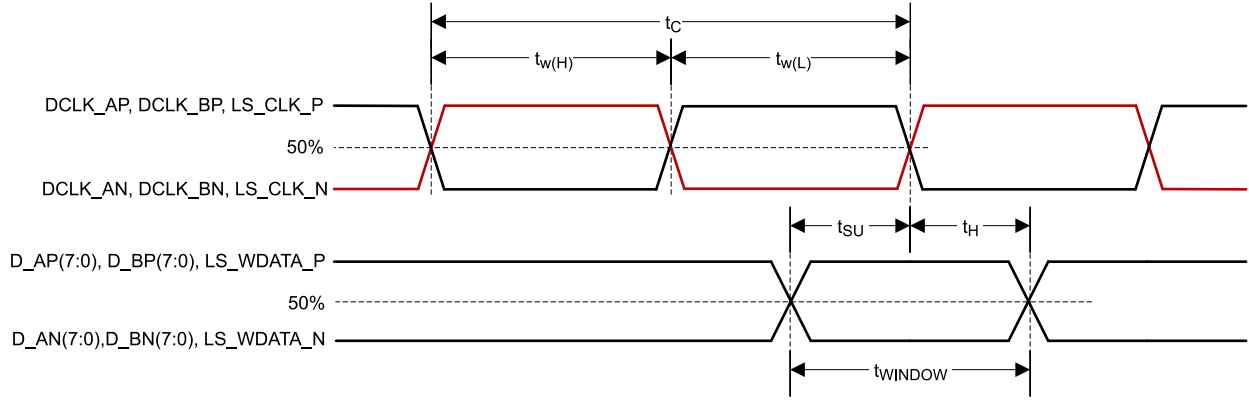 tC
tw(H)
tw(L)
DCLK_AP, DCLK_BP, LS_CLK_P
50%
DCLK_AN, DCLK_BN, LS_CLK_N
tSU
tH
D_AP(7:0), D_BP(7:0), LS_WDATA_P
50%
D_AN(7:0),D_BN(7:0), LS_WDATA_N
tWINDOW